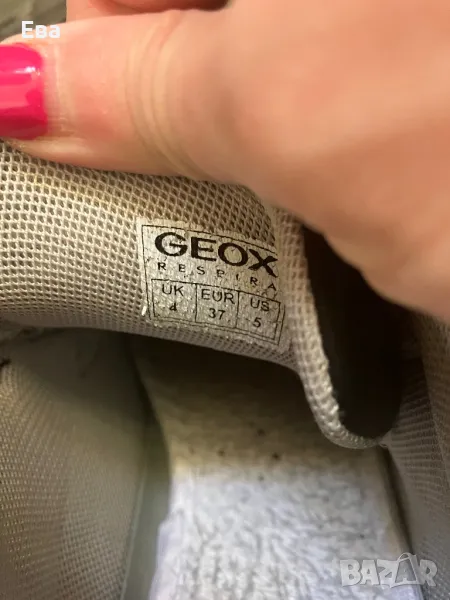 Ева
GEOX
RESPIRA
UK EUR US
4 37 5
BAZAR